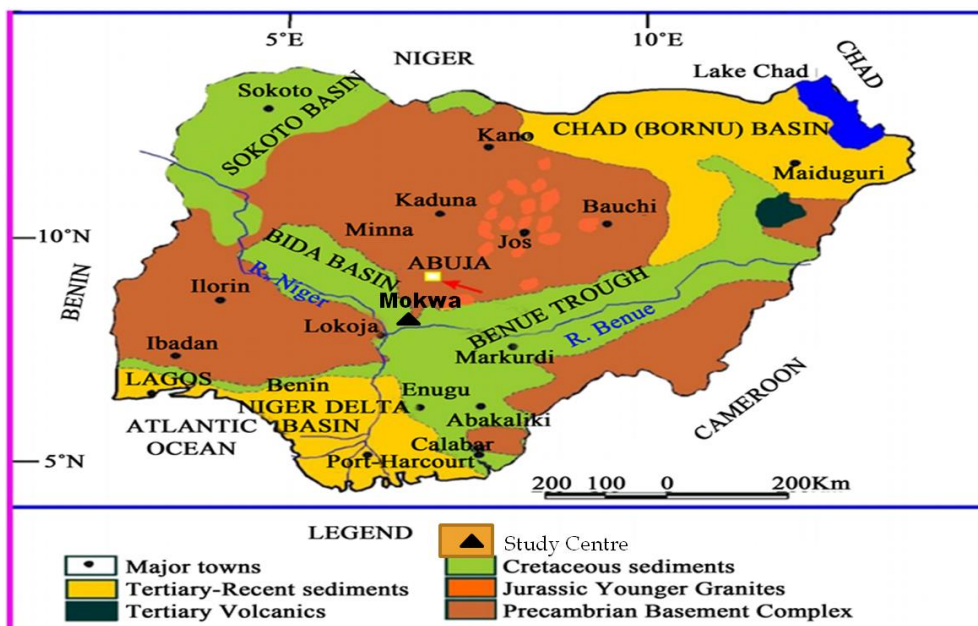 5°E
10°E
NIGER
CHAD
Lake Chad
Sokoto
SOKOTO BASIN
Kano
CHAD (BORNU) BASIN
Maiduguri
Kaduna
Bauchi
Minna
Jos
10°N
BIDA BASIN
ABUJA
BENIN
Ilorin
R. Niger
Mokwa
BENUE TROUGH
R. Benue
Lokoja
Ibadan
Markurdi
LAGOS
Benin
Enugu
CAMEROON
NIGER DELTA
BASIN
Abakaliki
ATLANTIC
OCEAN
Calabar
5°N
Port-Harcourt
200 100 0 200Km
LEGEND
Study Centre
Major towns
Cretaceous sediments
Tertiary-Recent sediments
Jurassic Younger Granites
Tertiary Volcanics
Precambrian Basement Complex